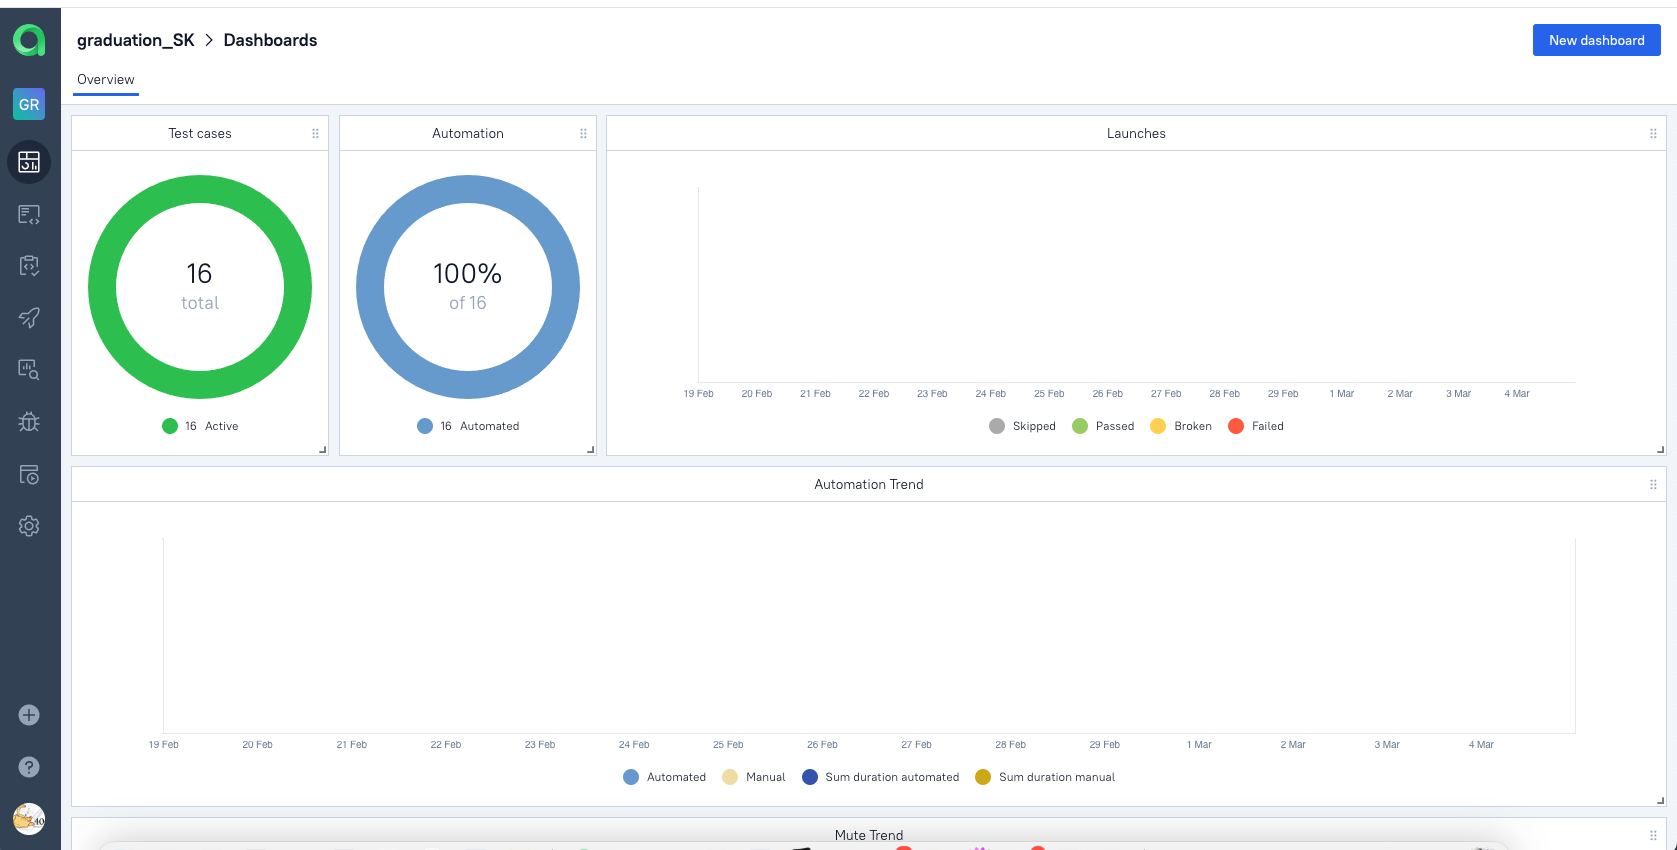 graduation_SK > Dashboards
New dashboard
Overview
GR
Test cases
16
total
16 Active
Automation
100%
of 16
16 Automated
Launches
19 Feb 20 Feb 21 Feb 22 Feb 23 Feb 24 Feb 25 Feb 26 Feb 27 Feb 28 Feb 29 Feb 1 Mar 2 Mar 3 Mar 4 Mar
Skipped Passed Broken Failed
Automation Trend
19 Feb 20 Feb 21 Feb 22 Feb 23 Feb 24 Feb 25 Feb 26 Feb 27 Feb 28 Feb 29 Feb 1 Mar 2 Mar 3 Mar 4 Mar
Automated Manual Sum duration automated Sum duration manual
Mute Trend